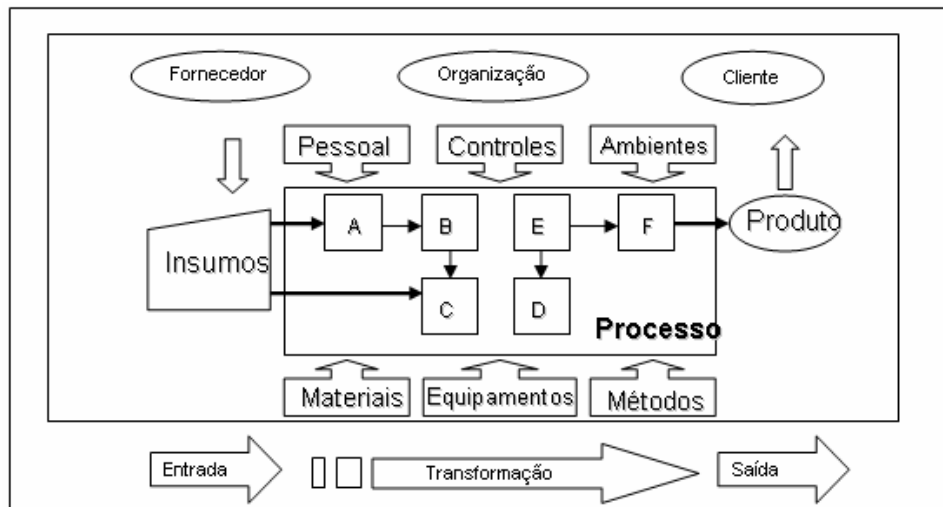 Fornecedor
Organização
Cliente
Pessoal
Controles
Ambientes
Insumos
A
B
E
F
Produto
C
D
Processo
Materiais
Equipamentos
Métodos
Entrada
Transformação
Saída